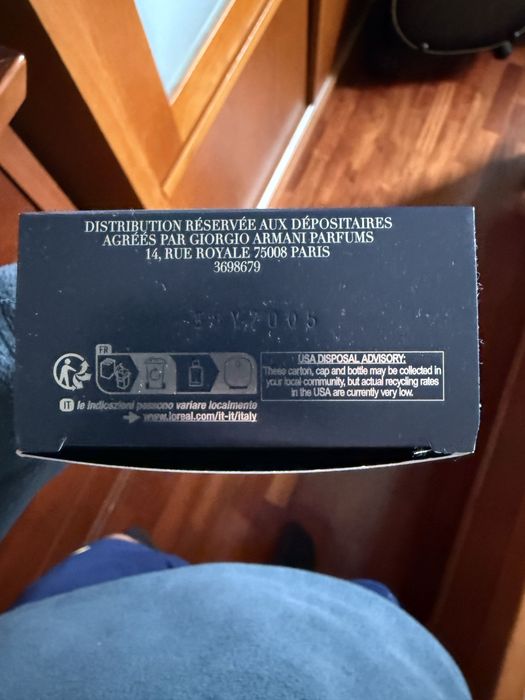 DISTRIBUTION RÉSERVÉE AUX DÉPOSITAIRES
AGRÉÉS PAR GIORGIO ARMANI PARFUMS
14, RUE ROYALE 75008 PARIS
3698679
FR
IT le indicazioni possono variare localmente
www.loreal.com/it-it/italy
USA DISPOSAL ADVISORY:
These carton, cap and bottle may be collected in
your local community, but actual recycling rates
in the USA are currently very low.